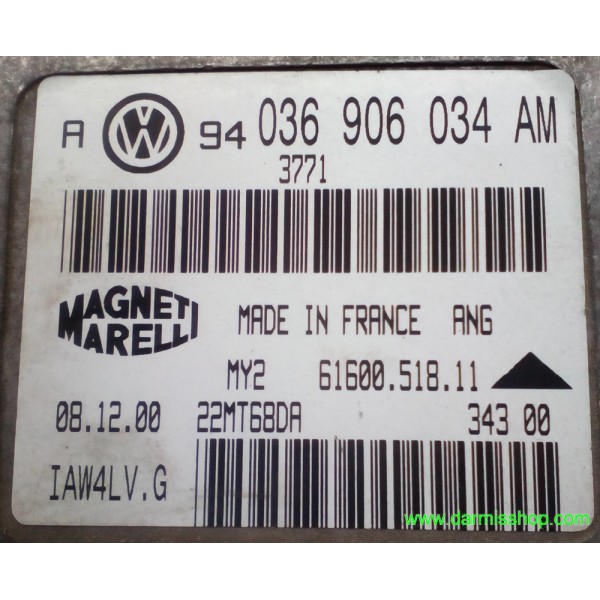 A VW 94 036 906 034 AM
3771
MAGNETI MARELLI
MADE IN FRANCE ANG
MY2 61600.518.11
08.12.00 22MT68DA 343 00
IAW4LV.G
www.darmisshop.com